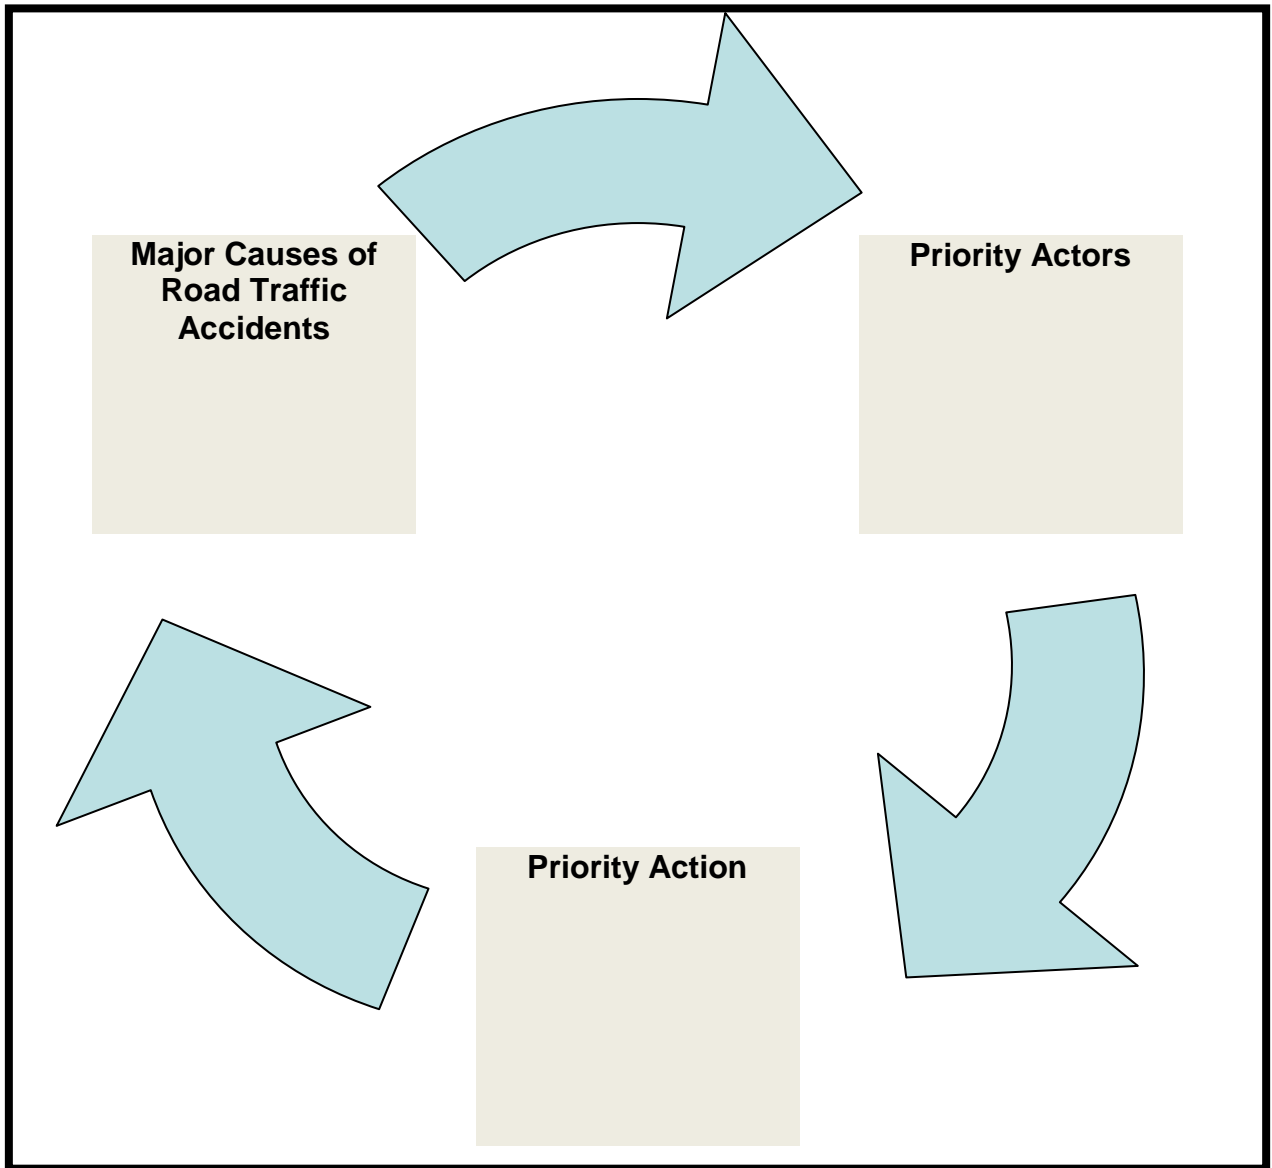 Major Causes of
Road Traffic
Accidents
Priority Actors
Priority Action